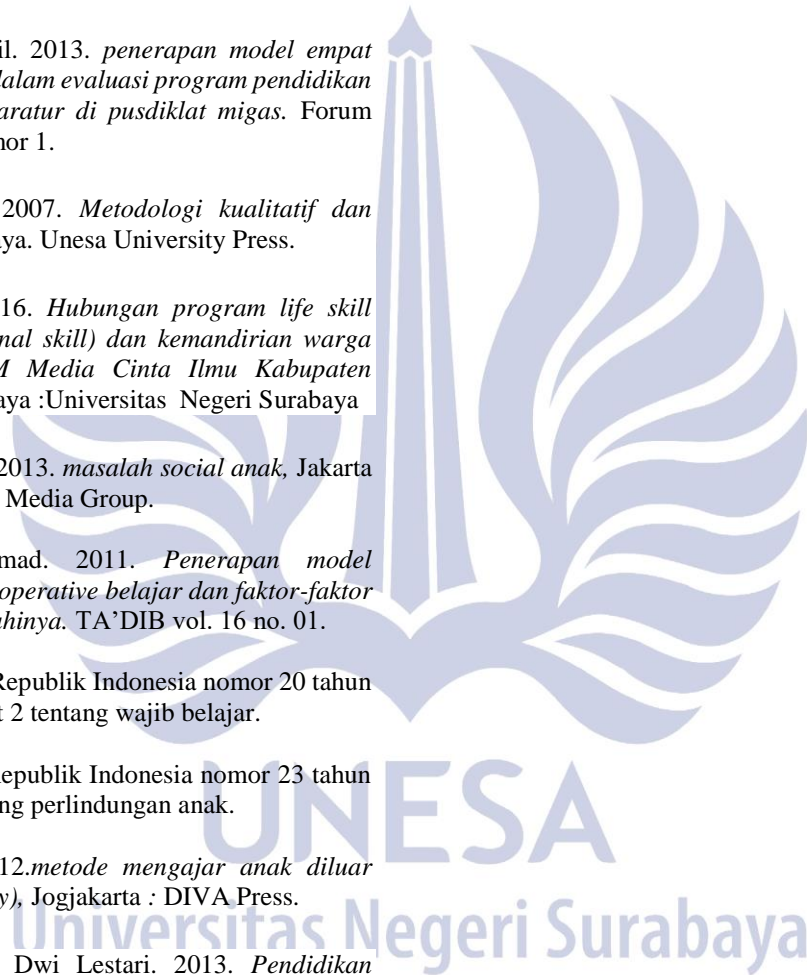 il. 2013. penerapan model empat
dalam evaluasi program pendidikan
paratur di pusdiklat migas. Forum
nor 1.
2007. Metodologi kualitatif dan
aya. Unesa University Press.
16. Hubungan program life skill
nal skill) dan kemandirian warga
M Media Cinta Ilmu Kabupaten
aya :Universitas Negeri Surabaya
2013. masalah social anak, Jakarta
Media Group.
mad. 2011. Penerapan model
operative belajar dan faktor-faktor
uhinya. TA’DIB vol. 16 no. 01.
Republik Indonesia nomor 20 tahun
t 2 tentang wajib belajar.
Republik Indonesia nomor 23 tahun
ng perlindungan anak.
12.metode mengajar anak diluar
y), Jogjakarta : DIVA Press.
Dwi Lestari. 2013. Pendidikan
UNESA
Universitas Negeri Surabaya